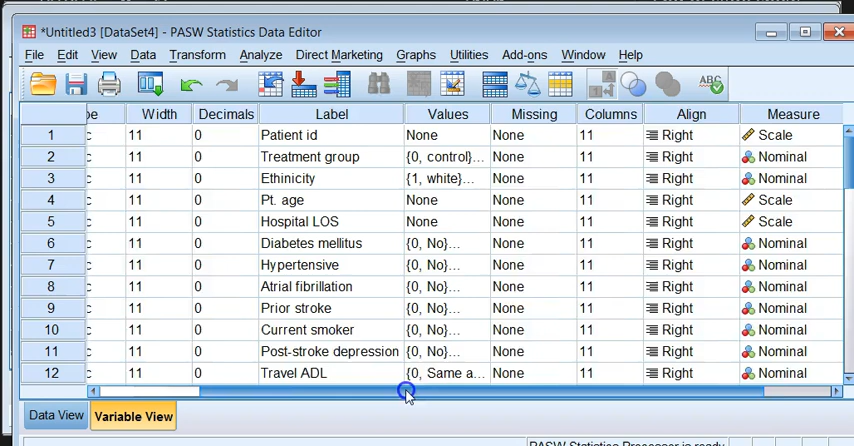 *Untitled3 [DataSet4] - PASW Statistics Data Editor
File Edit View Data Transform Analyze Direct Marketing Graphs Utilities Add-ons Window Help
Width Decimals Label Values Missing Columns Align Measure
1 c 11 0 Patient id None None 11 Right Scale
2 c 11 0 Treatment group {0, control}... None 11 Right Nominal
3 c 11 0 Ethinicity {1, white}... None 11 Right Nominal
4 c 11 0 Pt. age None None 11 Right Scale
5 c 11 0 Hospital LOS None None 11 Right Scale
6 c 11 0 Diabetes mellitus {0, No}... None 11 Right Nominal
7 c 11 0 Hypertensive {0, No}... None 11 Right Nominal
8 c 11 0 Atrial fibrillation {0, No}... None 11 Right Nominal
9 c 11 0 Prior stroke {0, No}... None 11 Right Nominal
10 c 11 0 Current smoker {0, No}... None 11 Right Nominal
11 c 11 0 Post-stroke depression {0, No}... None 11 Right Nominal
12 c 11 0 Travel ADL {0, Same a... None 11 Right Nominal
Data View Variable View
PASW Statistics Processor is ready